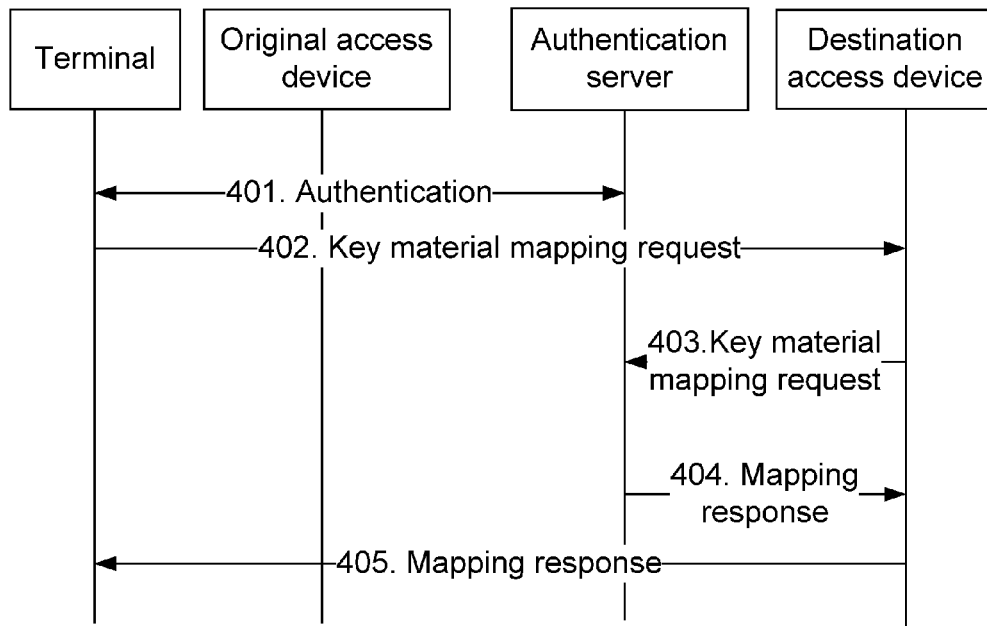 Terminal
Original access
device
Authentication
server
Destination
access device
401. Authentication
402. Key material mapping request
403.Key material
mapping request
404. Mapping
response
405. Mapping response